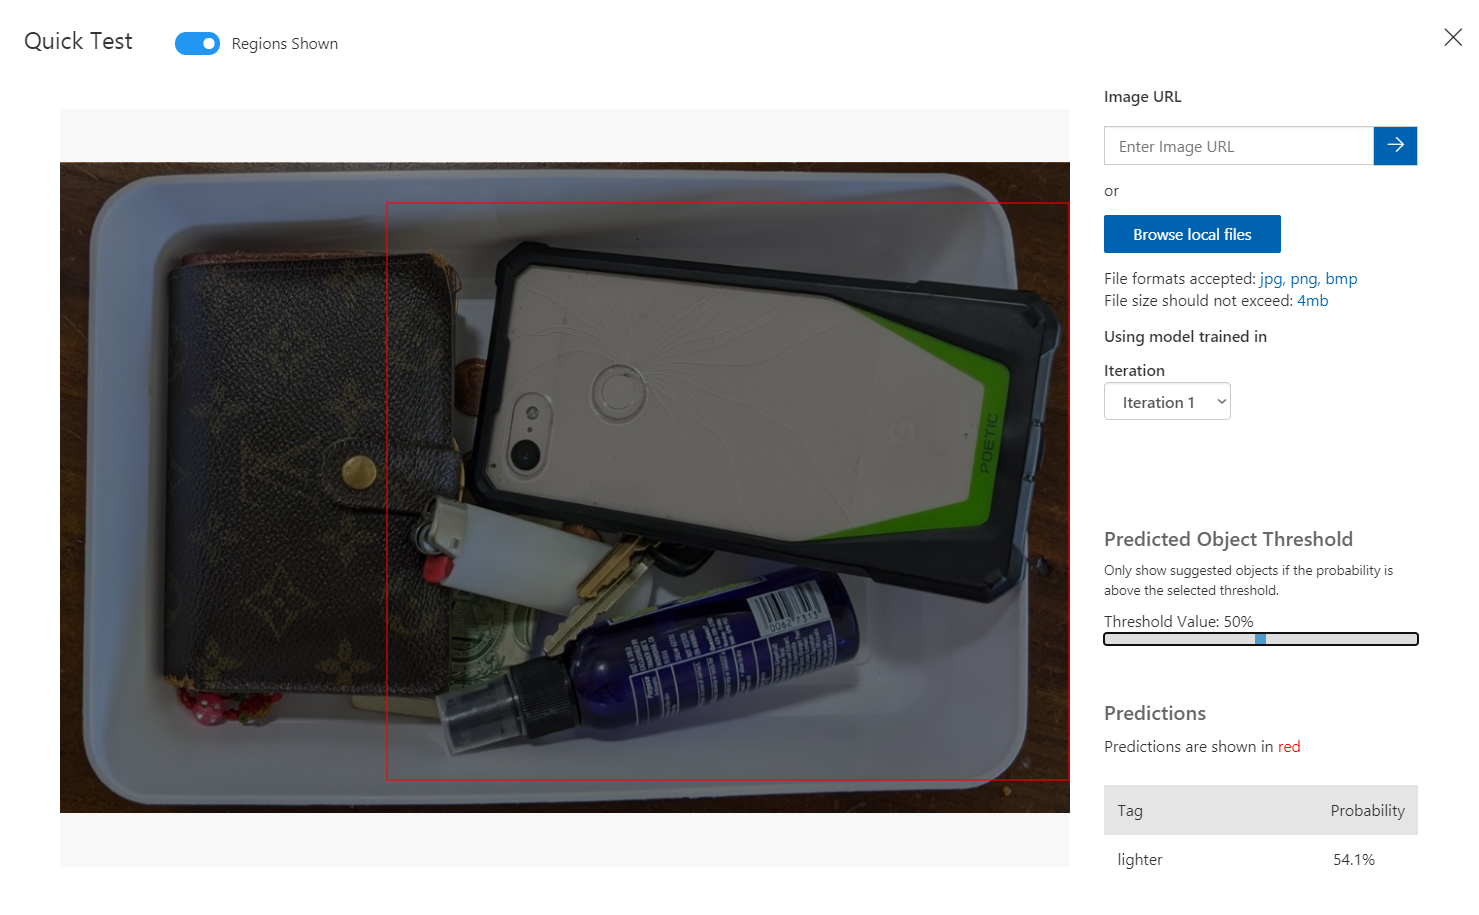 Quick Test
Regions Shown
Image URL
Enter Image URL
or
Browse local files
File formats accepted: jpg, png, bmp
File size should not exceed: 4mb
Using model trained in
Iteration
Iteration 1
Predicted Object Threshold
Only show suggested objects if the probability is
above the selected threshold.
Threshold Value: 50%
Predictions
Predictions are shown in red
Tag Probability
lighter 54.1%
POETIC
G